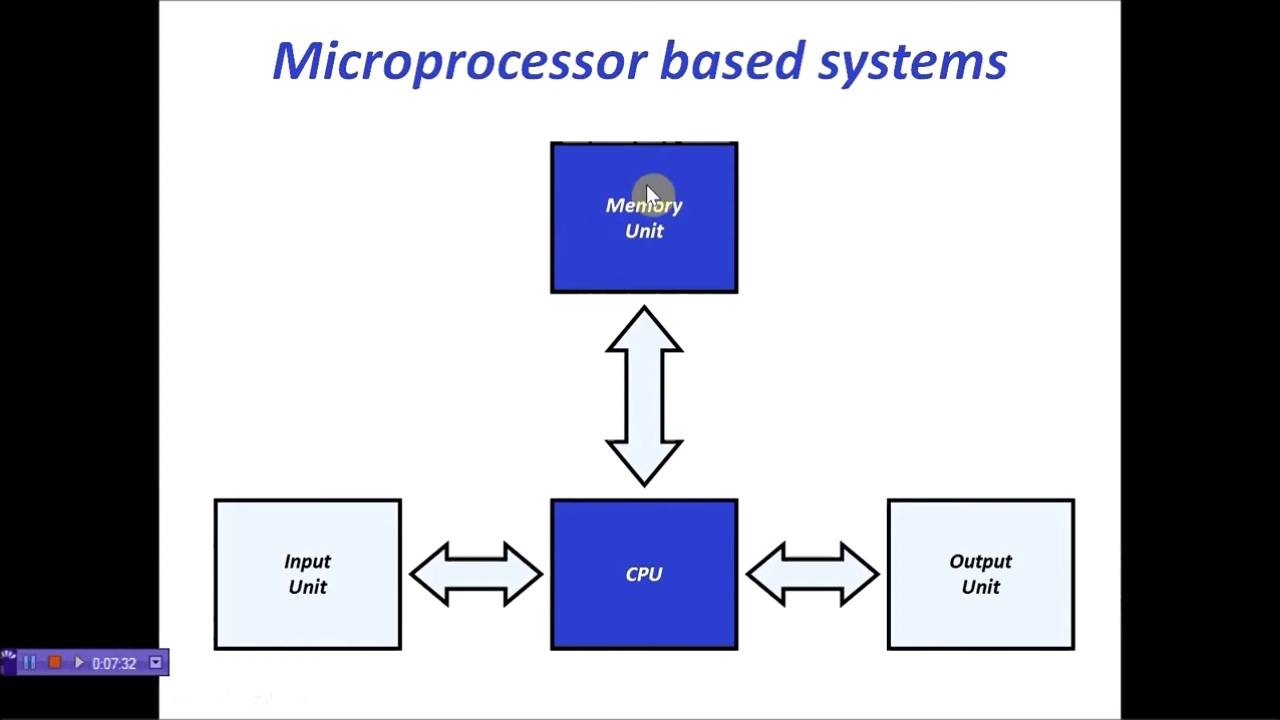 Microprocessor based systems
Memory
Unit
Input
Unit
CPU
Output
Unit
0:07:32